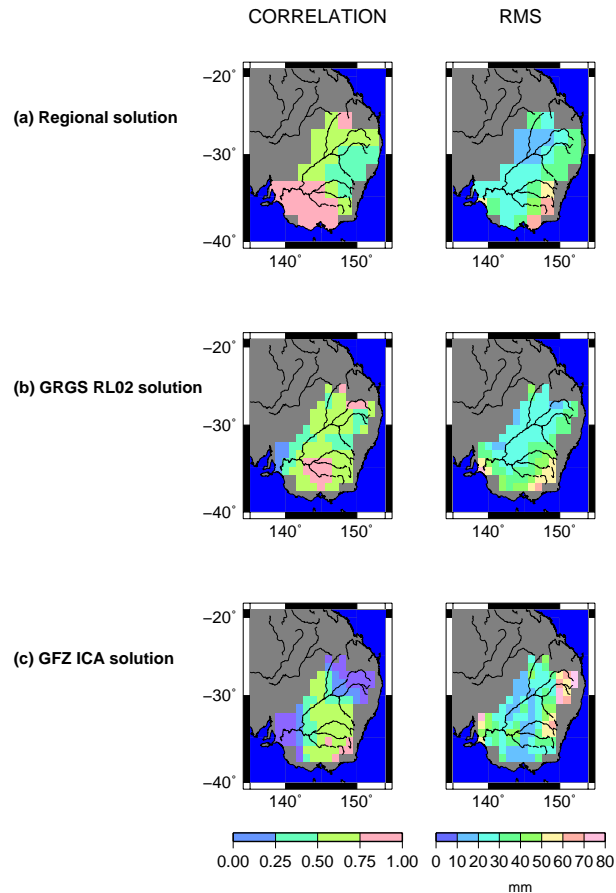 CORRELATION RMS
(a) Regional solution
−20˚
−30˚
−40˚
140˚ 150˚ 140˚ 150˚
(b) GRGS RL02 solution
−20˚
−30˚
−40˚
140˚ 150˚ 140˚ 150˚
(c) GFZ ICA solution
−20˚
−30˚
−40˚
140˚ 150˚ 140˚ 150˚
0.00 0.25 0.50 0.75 1.00 0 10 20 30 40 50 60 70 80
mm